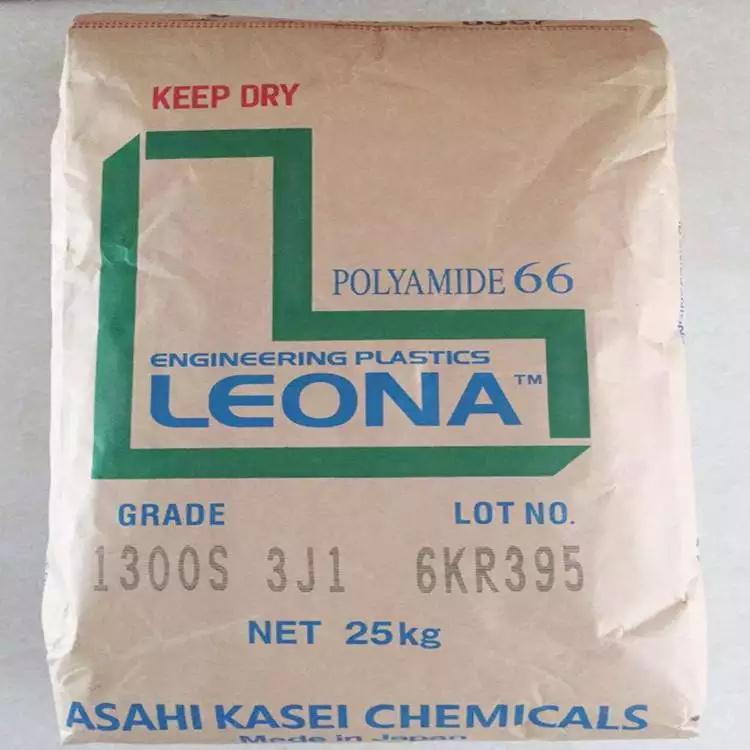 KEEP DRY
POLYAMIDE 66
ENGINEERING PLASTICS
LEONA™
GRADE LOT NO.
1300S 3J1 6KR395
NET 25kg
ASAHI KASEI CHEMICALS
Made in Japan